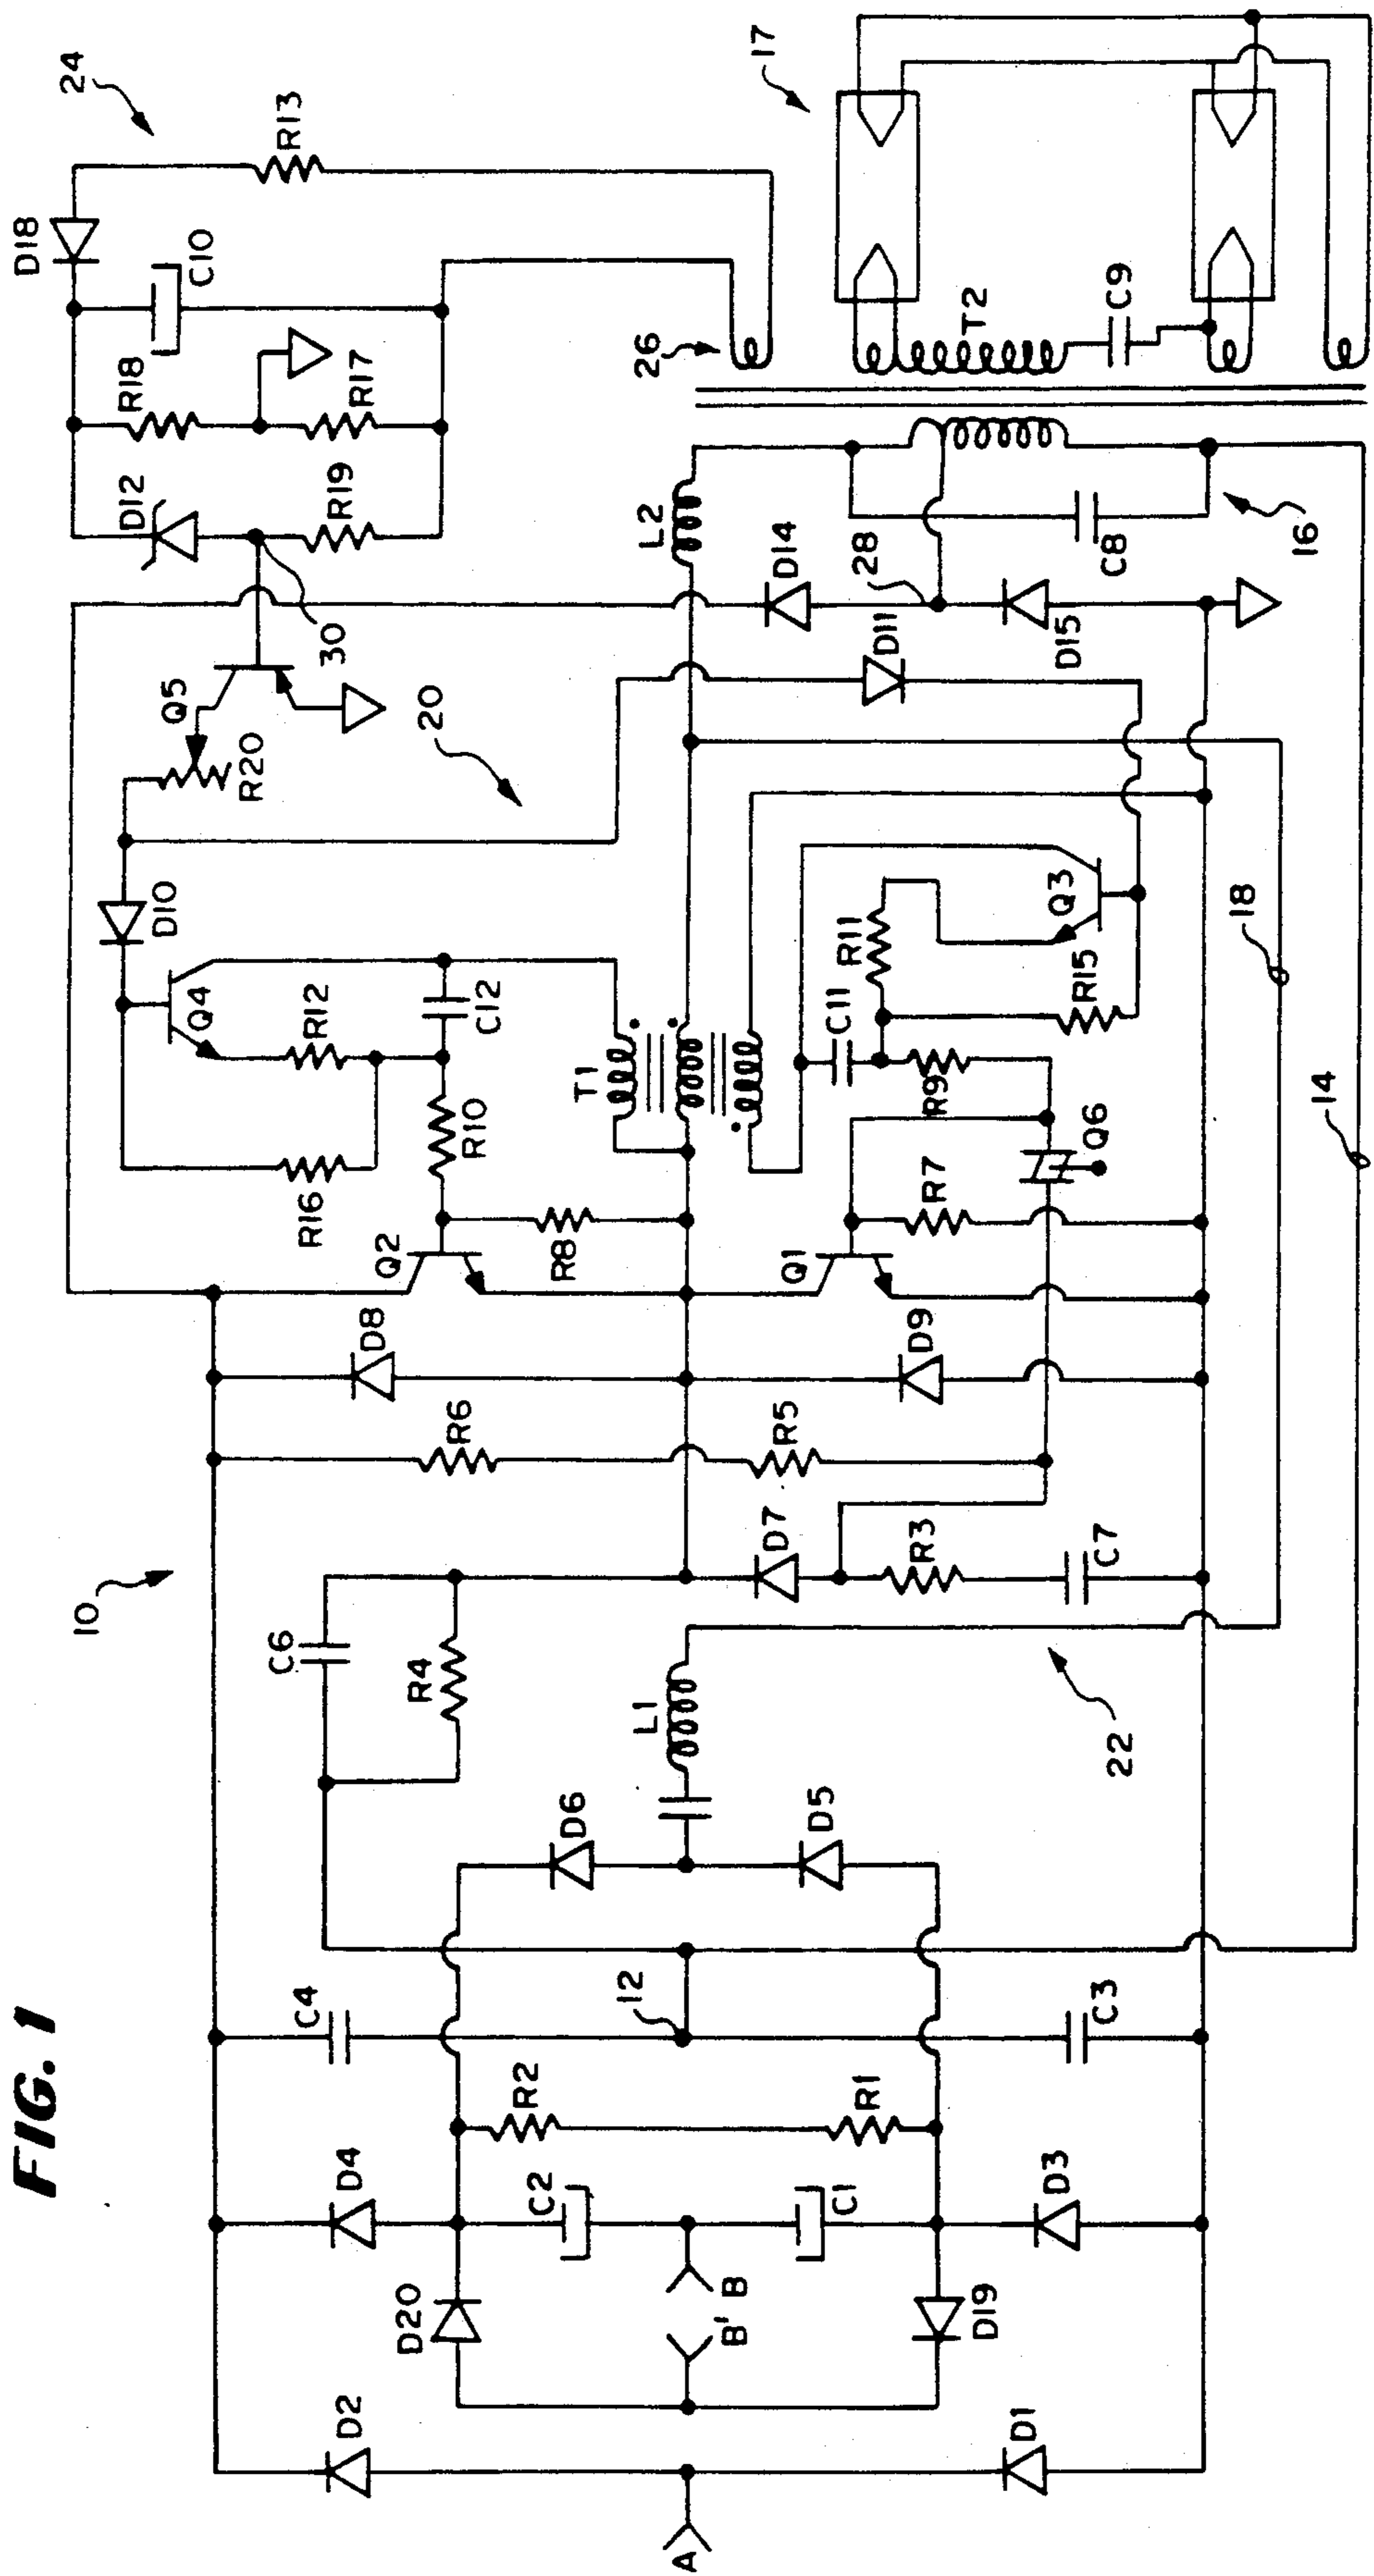 FIG. 1
10
24
D18
C10
R13
R18
R17
D12
R19
30
Q5
R20
20
D10
Q4
R12
C12
R16
R10
Q2
R8
D8
R6
C6
R4
D6
L1
D5
22
C4
12
C3
R2
R1
D4
C2
C1
D3
D20
B
B'
D19
D2
D1
A
D7
R3
C7
R5
D9
Q1
R7
Q6
R9
C11
R11
R15
Q3
T1
L2
D14
28
D11
D15
C8
16
26
T2
C9
17
18
14